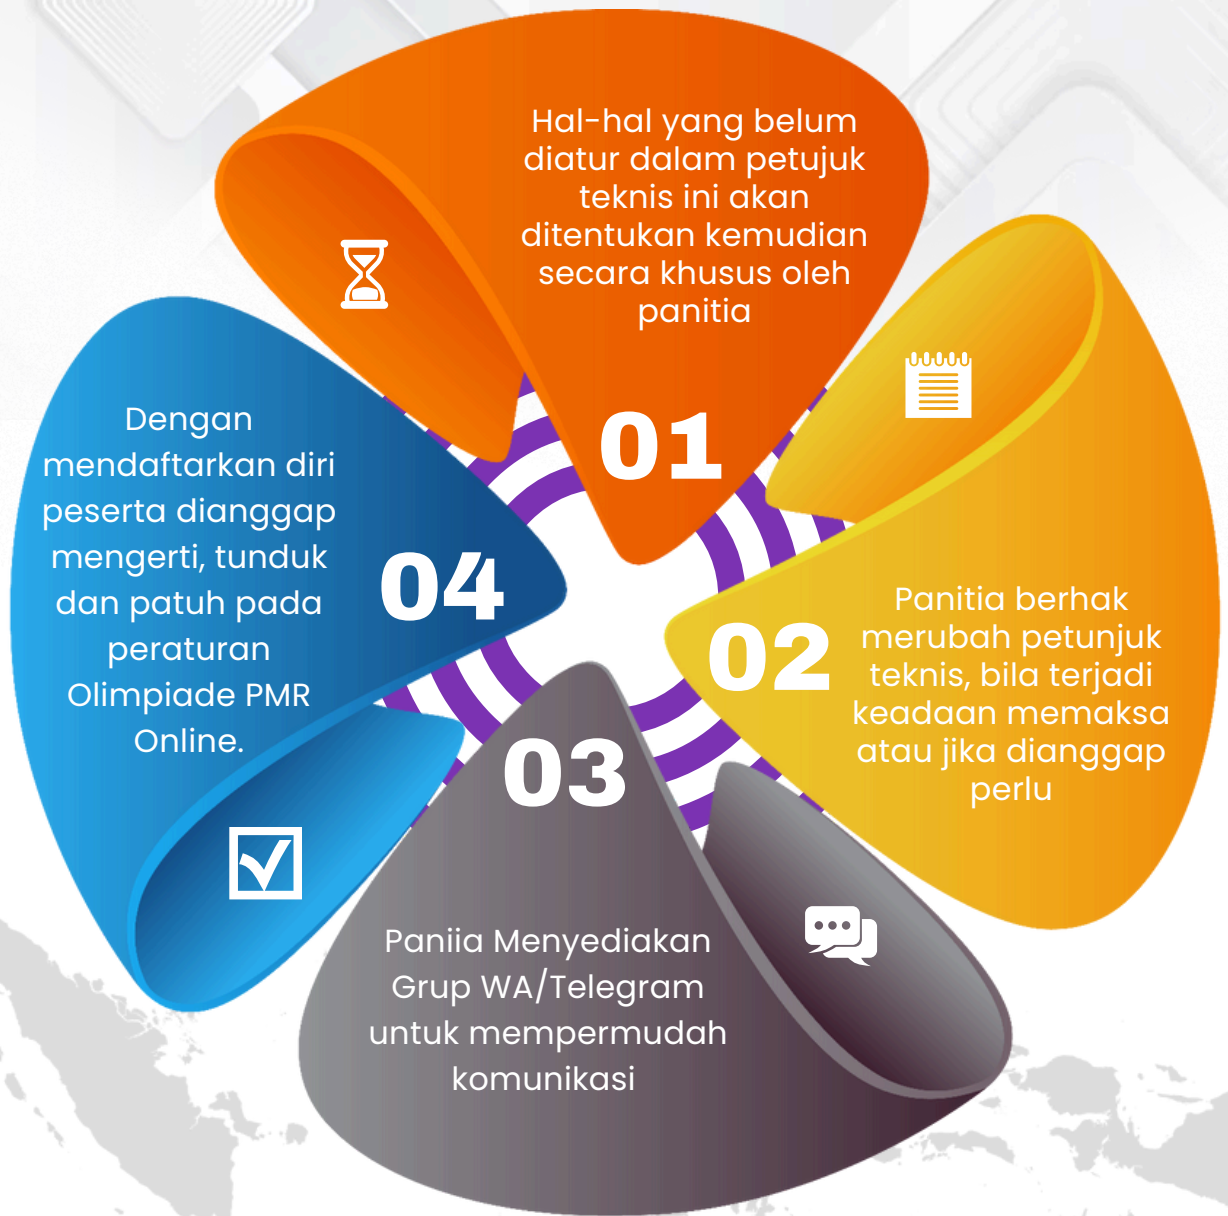 Hal-hal yang belum
diatur dalam petujuk
teknis ini akan
ditentukan kemudian
secara khusus oleh
panitia
01
02
Panitia berhak
merubah petunjuk
teknis, bila terjadi
keadaan memaksa
atau jika dianggap
perlu
03
Paniia Menyediakan
Grup WA/Telegram
untuk mempermudah
komunikasi
04
Dengan
mendaftarkan diri
peserta dianggap
mengerti, tunduk
dan patuh pada
peraturan
Olimpiade PMR
Online.